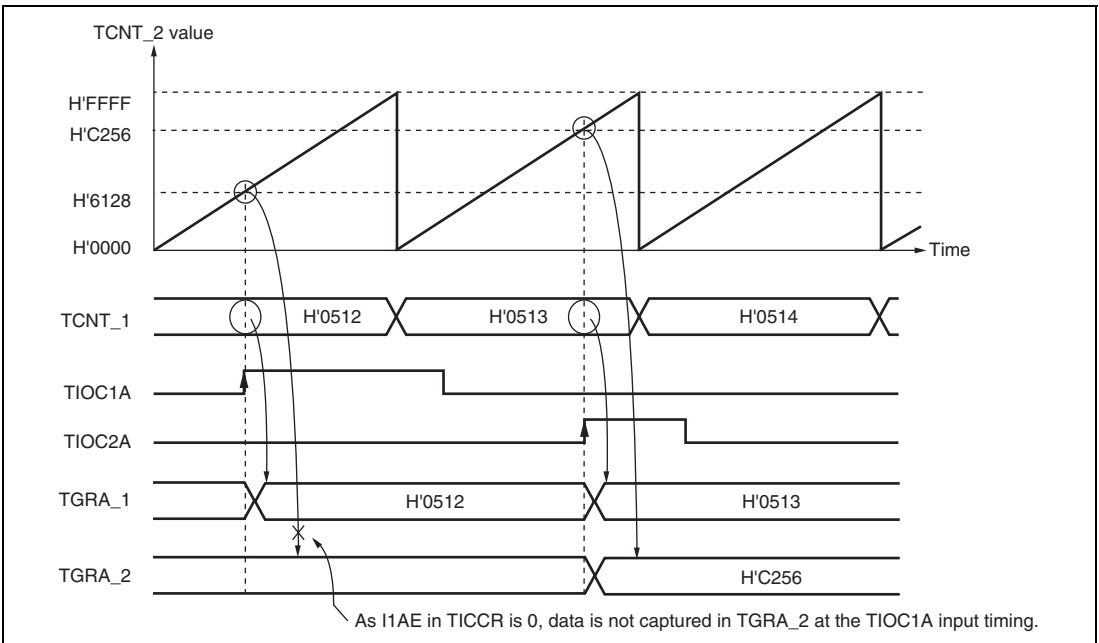 TCNT_2 value
H'FFFF
H'C256
H'6128
H'0000
Time
TCNT_1
H'0512
H'0513
H'0514
TIOC1A
TIOC2A
TGRA_1
H'0512
H'0513
TGRA_2
H'C256
As I1AE in TICCR is 0, data is not captured in TGRA_2 at the TIOC1A input timing.